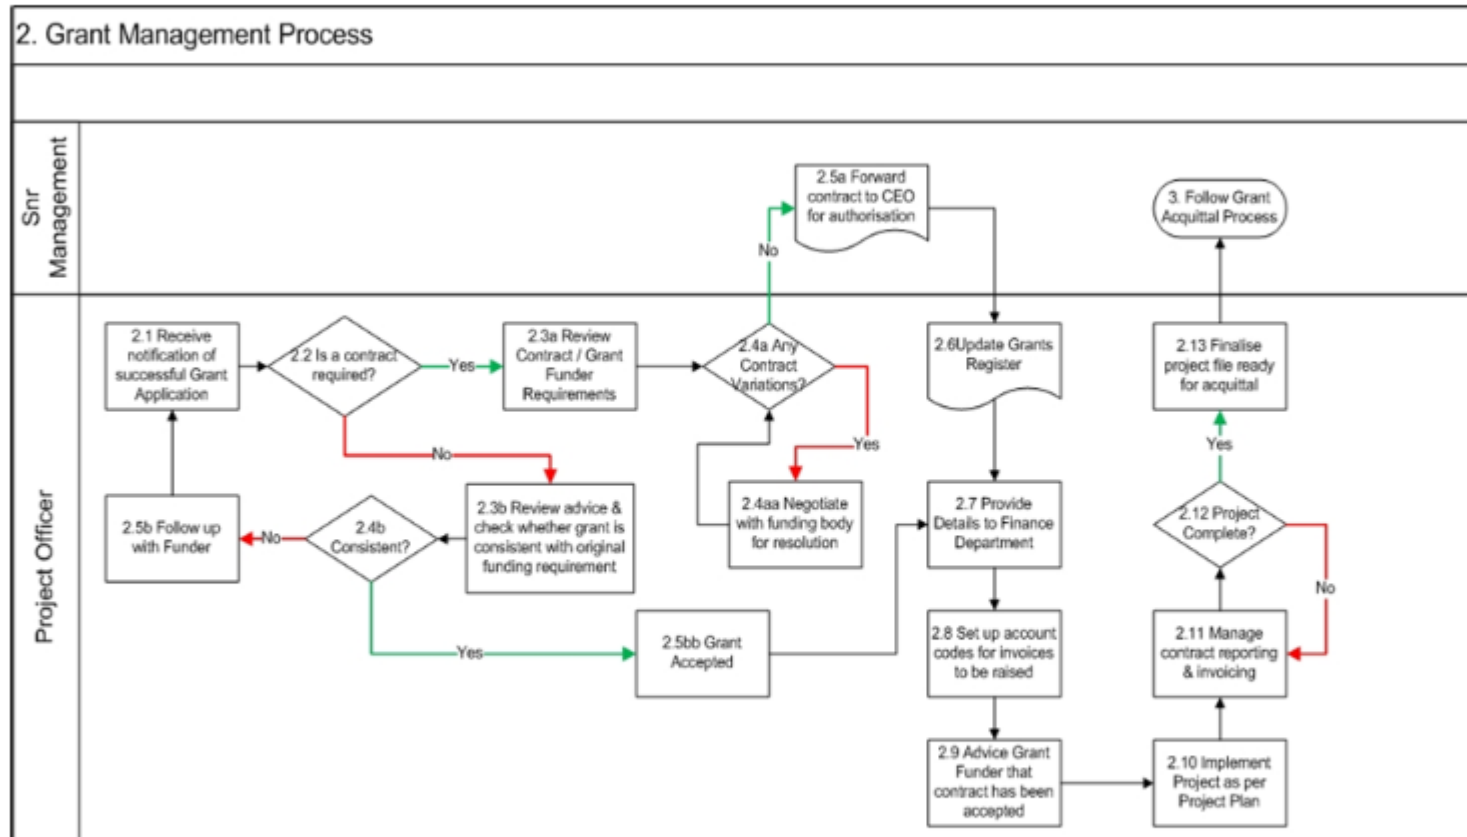 2. Grant Management Process
Snr
Management
2.5a Forward
contract to CEO
for authorisation
3. Follow Grant
Acquittal Process
No
Project Officer
2.1 Receive
notification of
successful Grant
Application
2.2 Is a contract
required?
Yes
2.3a Review
Contract / Grant
Funder
Requirements
2.4a Any
Contract
Variations?
2.6Update Grants
Register
2.13 Finalise
project file ready
for acquittal
No
Yes
Yes
2.5b Follow up
with Funder
No
2.4b
Consistent?
2.3b Review advice &
check whether grant is
consistent with original
funding requirement
2.4aa Negotiate
with funding body
for resolution
2.7 Provide
Details to Finance
Department
2.12 Project
Complete?
No
Yes
2.5bb Grant
Accepted
2.8 Set up account
codes for invoices
to be raised
2.11 Manage
contract reporting
& invoicing
2.9 Advice Grant
Funder that
contract has been
accepted
2.10 Implement
Project as per
Project Plan